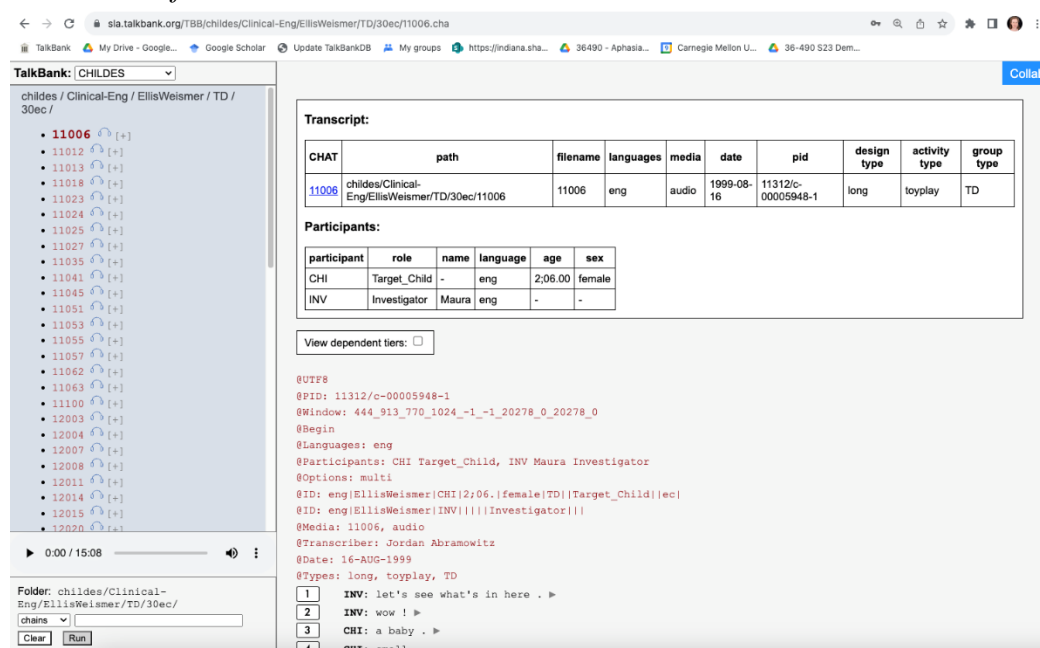 sla.talkbank.org/TBB/childes/Clinical-Eng/EllisWeismer/TD/30ec/11006.cha
TalkBank My Drive - Google... Google Scholar Update TalkBankDB My groups https://indiana.sha... 36490 - Aphasia... Carnegie Mellon U... 36-490 S23 Dem...
TalkBank: CHILDES
childes / Clinical-Eng / EllisWeismer / TD /
30ec /
• 11006 [+]
• 11012 [+]
• 11013 [+]
• 11018 [+]
• 11023 [+]
• 11024 [+]
• 11025 [+]
• 11027 [+]
• 11035 [+]
• 11041 [+]
• 11045 [+]
• 11051 [+]
• 11053 [+]
• 11055 [+]
• 11057 [+]
• 11062 [+]
• 11063 [+]
• 11100 [+]
• 12003 [+]
• 12004 [+]
• 12007 [+]
• 12008 [+]
• 12011 [+]
• 12014 [+]
• 12015 [+]
• 12020 [+]
0:00 / 15:08
Folder: childes/Clinical-
Eng/EllisWeismer/TD/30ec/
chains
Clear Run
Collal
Transcript:
CHAT path filename languages media date pid design type activity type group type
11006 childes/Clinical-Eng/EllisWeismer/TD/30ec/11006 11006 eng audio 1999-08-16 11312/c-00005948-1 long toyplay TD
Participants:
participant role name language age sex
CHI Target_Child - eng 2;06.00 female
INV Investigator Maura eng - -
View dependent tiers:
@UTF8
@PID: 11312/c-00005948-1
@Window: 444_913_770_1024_-1_-1_20278_0_20278_0
@Begin
@Languages: eng
@Participants: CHI Target_Child, INV Maura Investigator
@Options: multi
@ID: eng|EllisWeismer|CHI|2;06.|female|TD||Target_Child||ec|
@ID: eng|EllisWeismer|INV|||||Investigator|||
@Media: 11006, audio
@Transcriber: Jordan Abramowitz
@Date: 16-AUG-1999
@Types: long, toyplay, TD
1 INV: let's see what's in here . ▶
2 INV: wow ! ▶
3 CHI: a baby . ▶